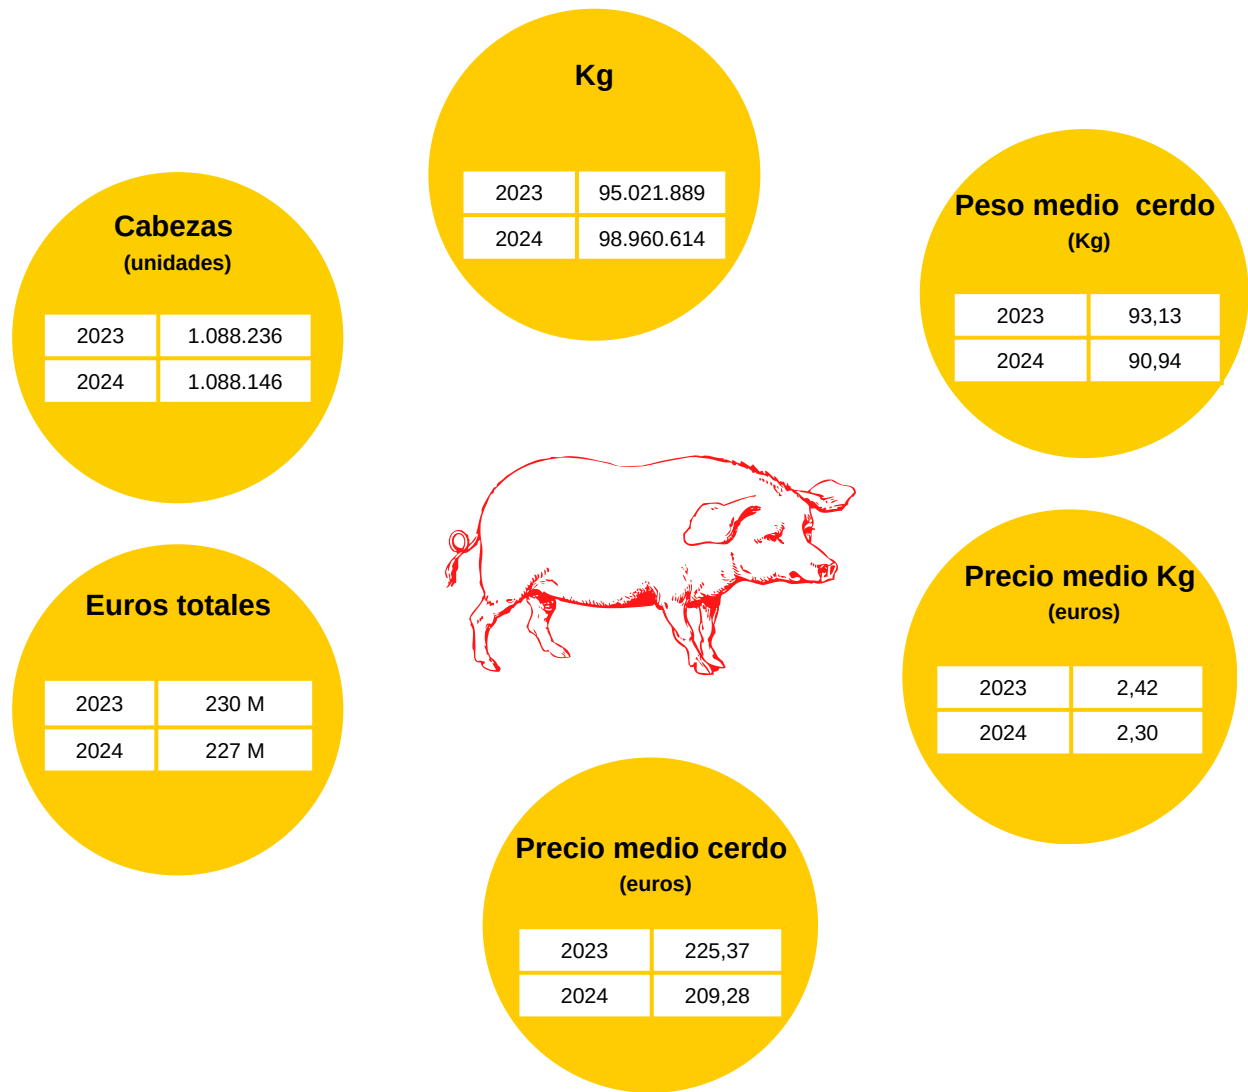 Kg
2023 95.021.889
2024 98.960.614
Cabezas
(unidades)
2023 1.088.236
2024 1.088.146
Peso medio cerdo
(Kg)
2023 93,13
2024 90,94
Euros totales
2023 230 M
2024 227 M
Precio medio Kg
(euros)
2023 2,42
2024 2,30
Precio medio cerdo
(euros)
2023 225,37
2024 209,28